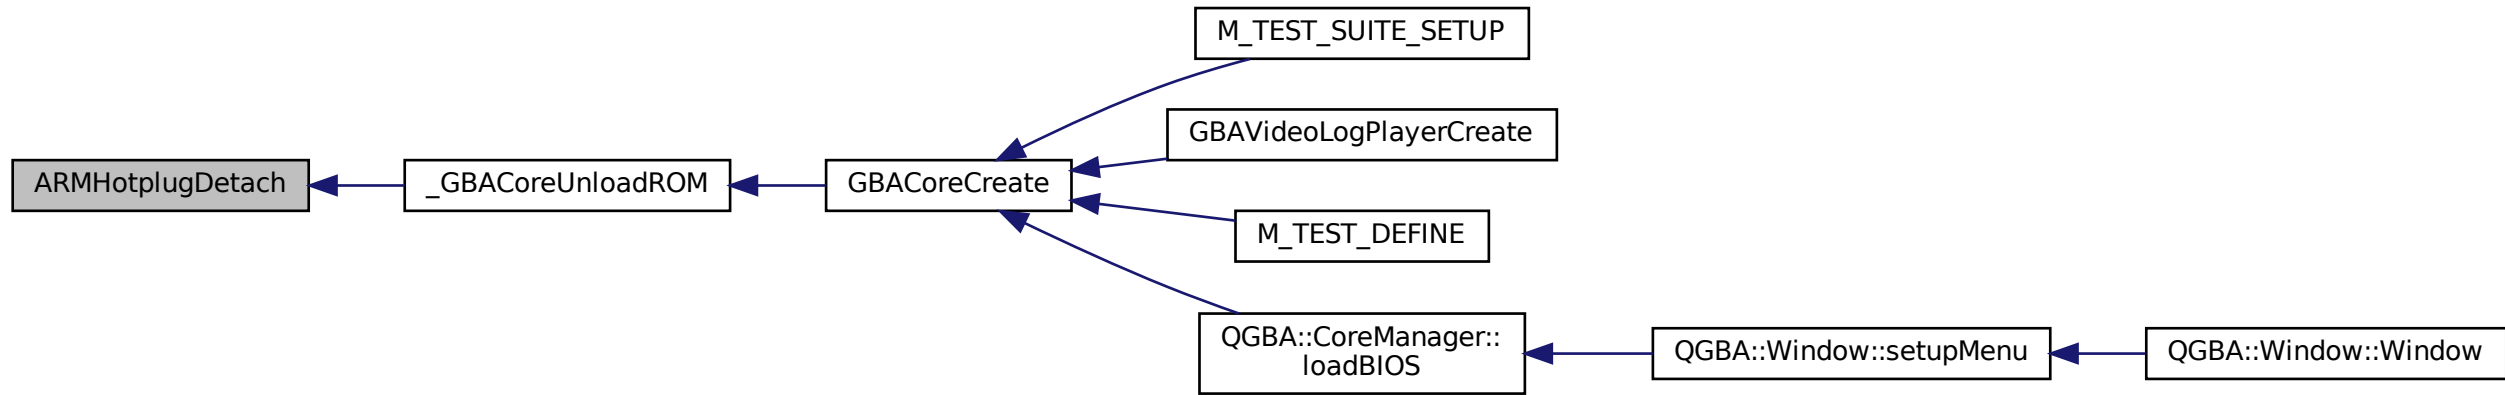 M_TEST_SUITE_SETUP
GBAVideoLogPlayerCreate
ARMHotplugDetach
_GBACoreUnloadROM
GBACoreCreate
M_TEST_DEFINE
QGBA::CoreManager::
loadBIOS
QGBA::Window::setupMenu
QGBA::Window::Window